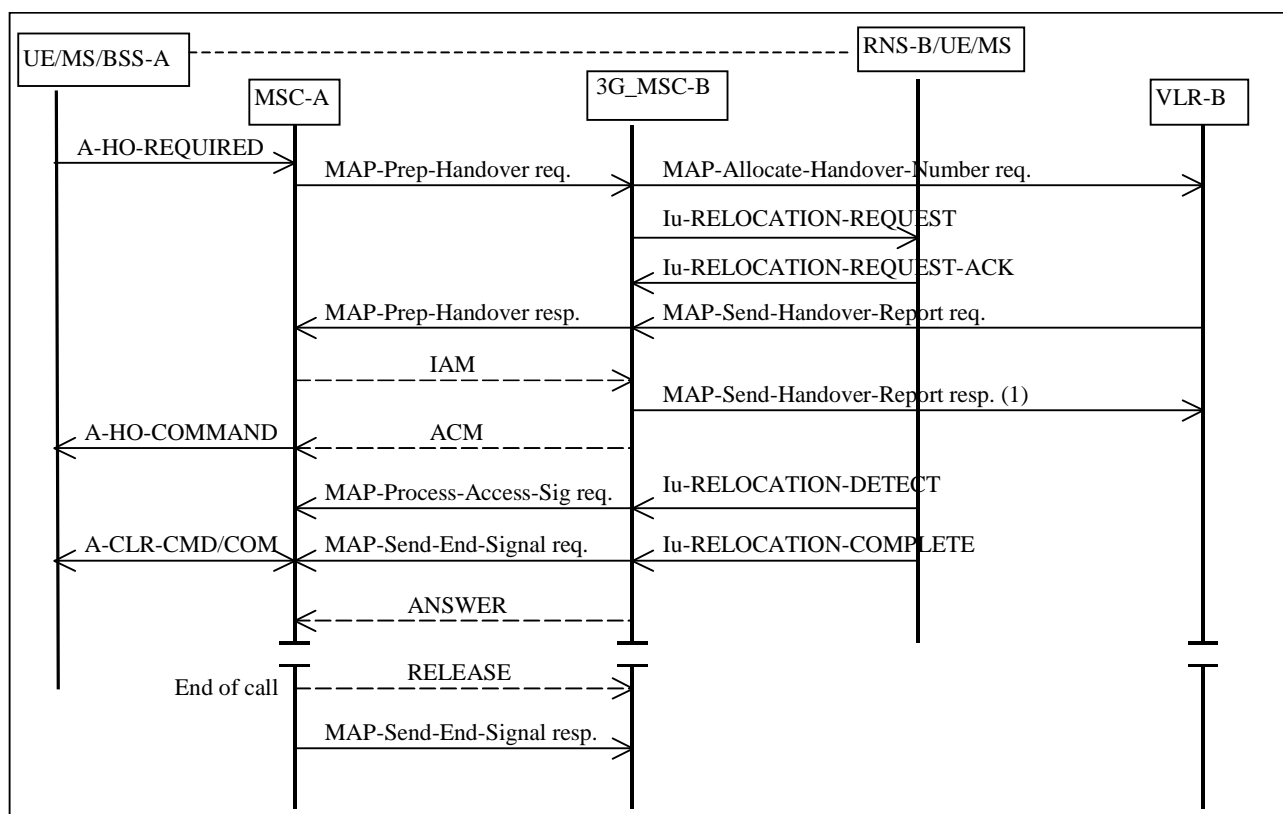 UE/MS/BSS-A
RNS-B/UE/MS
MSC-A
3G_MSC-B
VLR-B
A-HO-REQUIRED
MAP-Prep-Handover req.
MAP-Allocate-Handover-Number req.
Iu-RELOCATION-REQUEST
Iu-RELOCATION-REQUEST-ACK
MAP-Prep-Handover resp.
MAP-Send-Handover-Report req.
IAM
MAP-Send-Handover-Report resp. (1)
A-HO-COMMAND
ACM
MAP-Process-Access-Sig req.
Iu-RELOCATION-DETECT
A-CLR-CMD/COM
MAP-Send-End-Signal req.
Iu-RELOCATION-COMPLETE
ANSWER
End of call
RELEASE
MAP-Send-End-Signal resp.